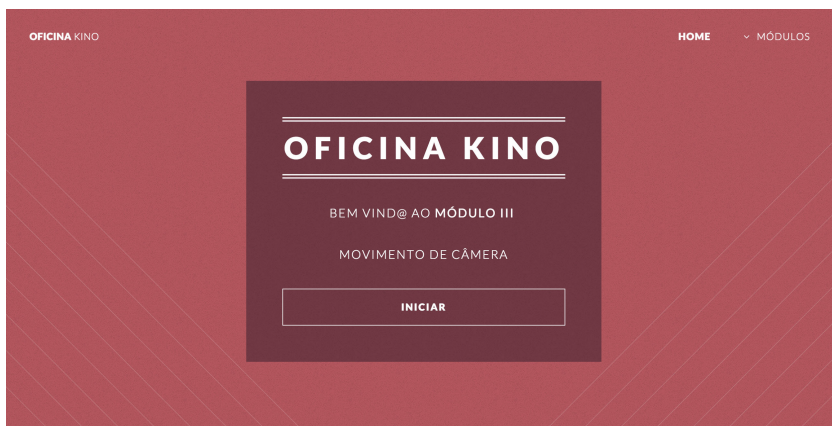 OFICINA KINO
HOME
MÓDULOS
OFICINA KINO
BEM VIND@ AO MÓDULO III
MOVIMENTO DE CÂMERA
INICIAR